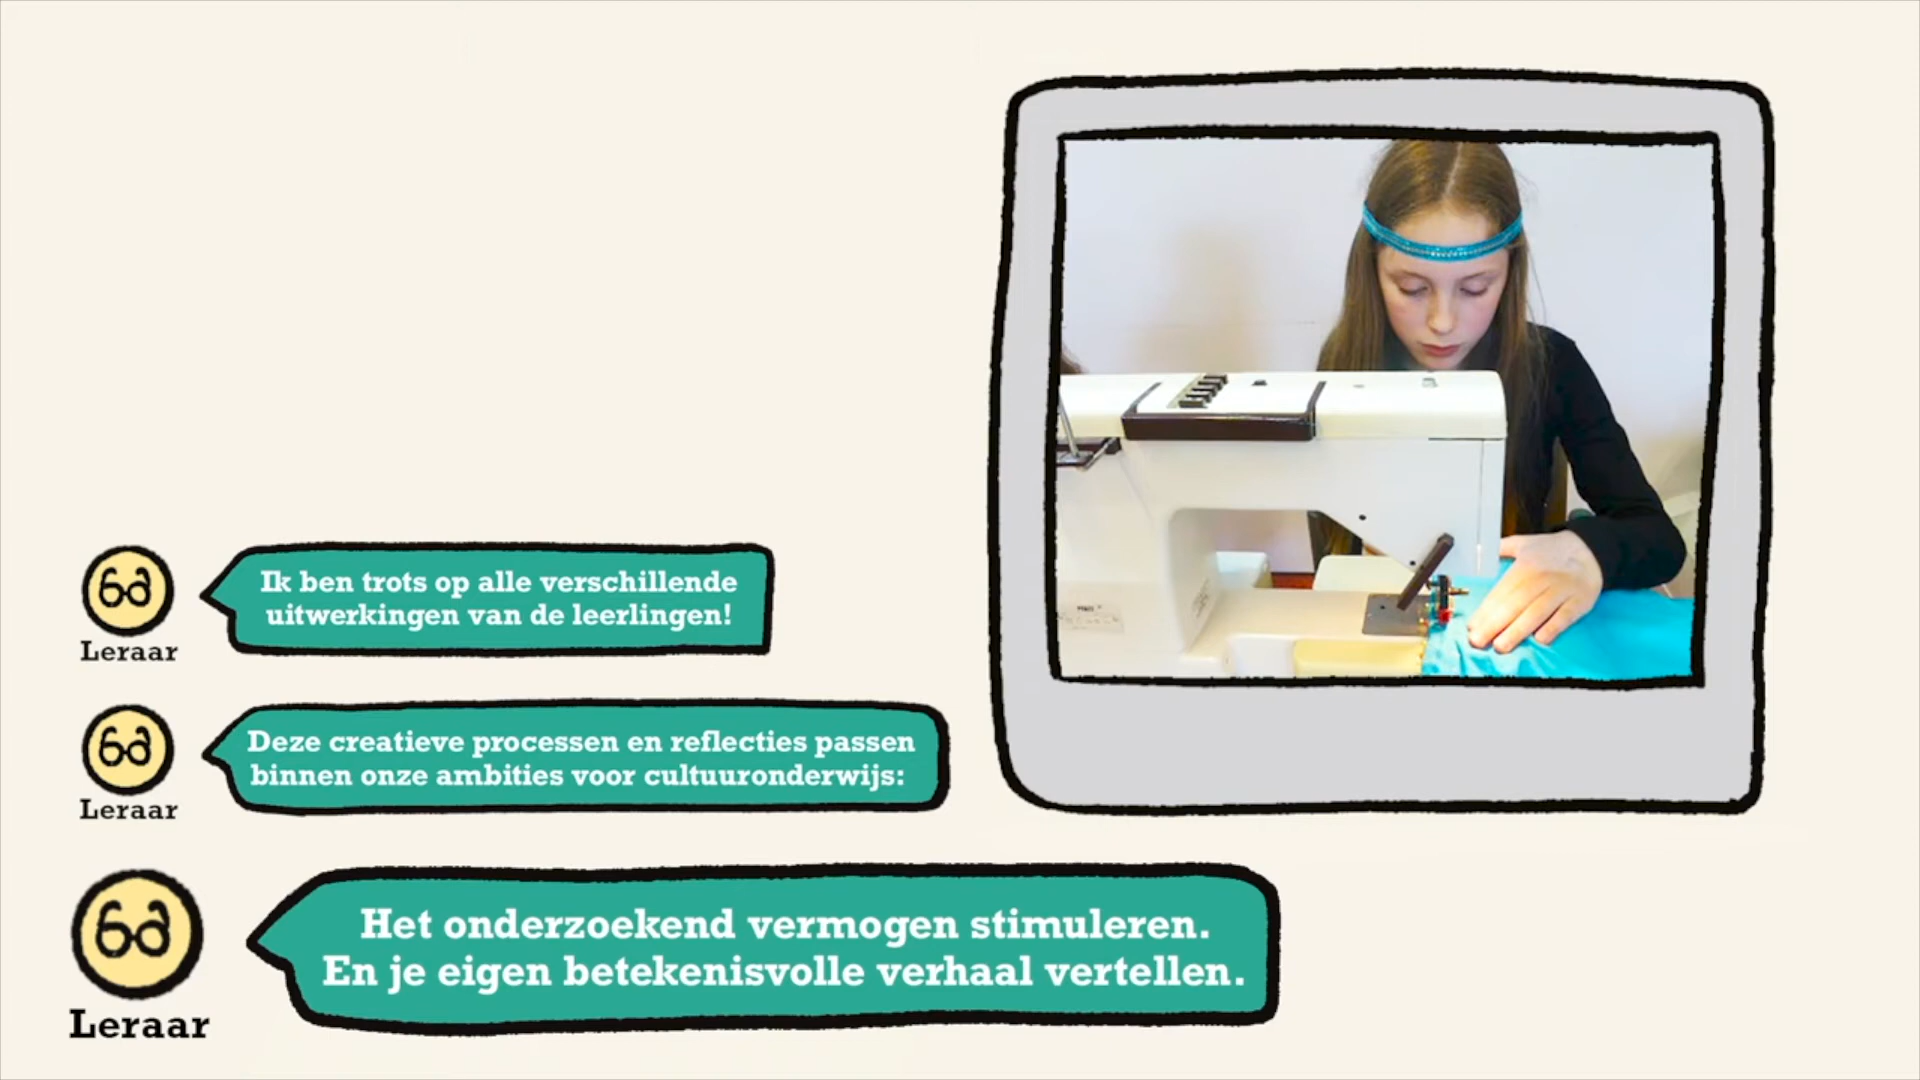 Ik ben trots op alle verschillende
uitwerkingen van de leerlingen!
Leraar
Deze creatieve processen en reflecties passen
binnen onze ambities voor cultuuronderwijs:
Leraar
Het onderzoekend vermogen stimuleren.
En je eigen betekenisvolle verhaal vertellen.
Leraar